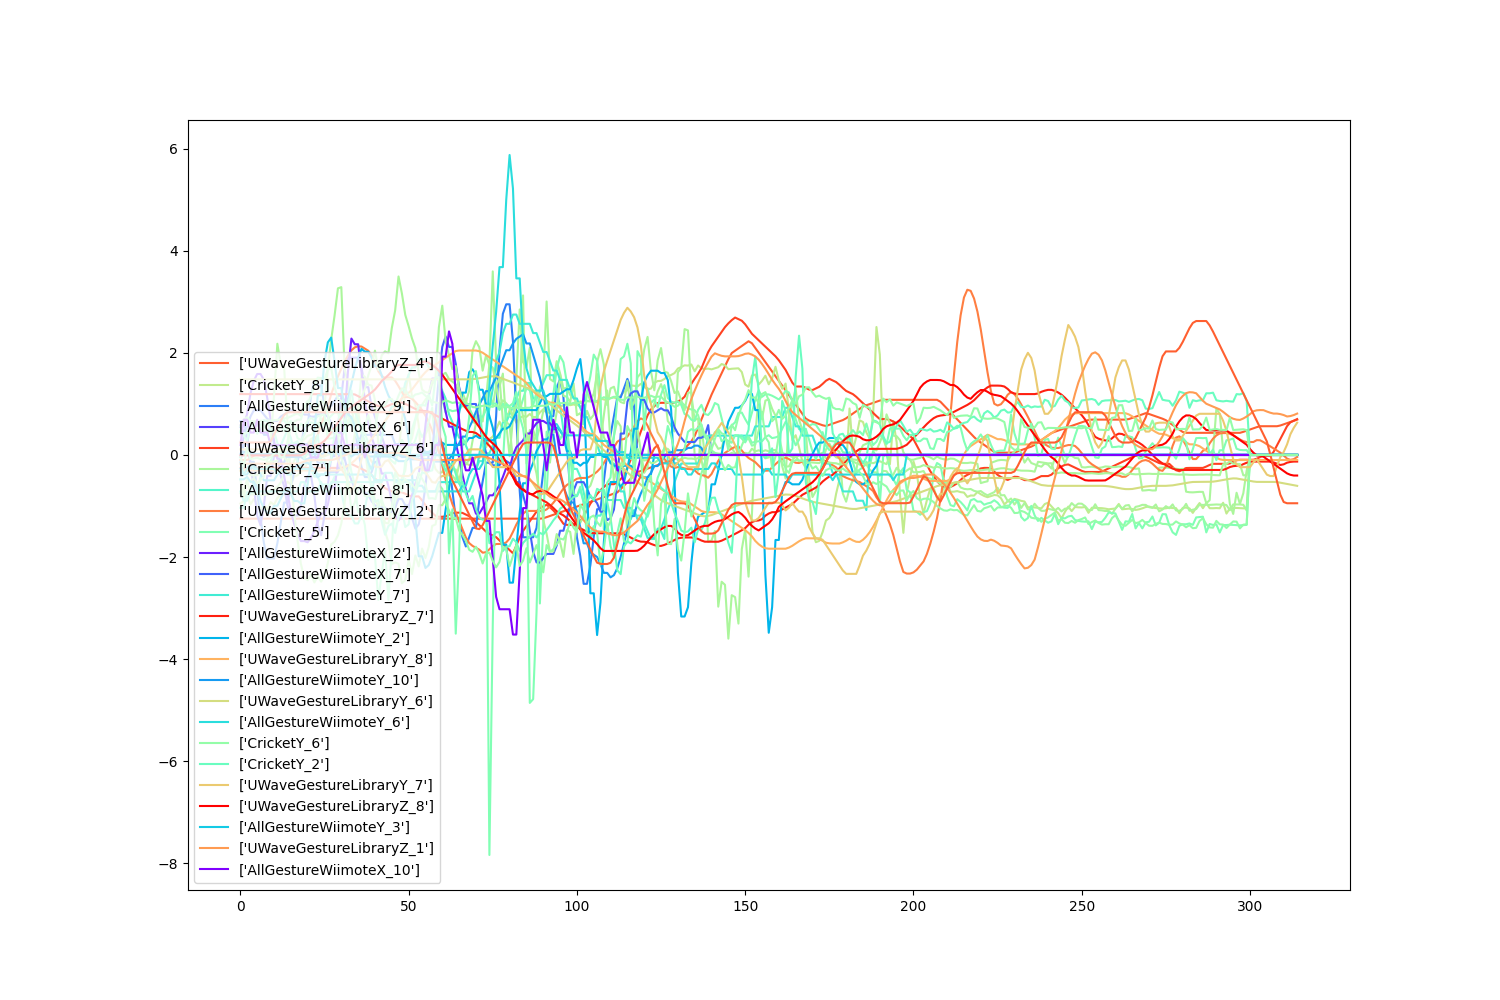 6
4
2
0
−2
−4
−6
−8
['UWaveGestureLibraryZ_4']
['CricketY_8']
['AllGestureWiimoteX_9']
['AllGestureWiimoteX_6']
['UWaveGestureLibraryZ_6']
['CricketY_7']
['AllGestureWiimoteY_8']
['UWaveGestureLibraryZ_2']
['CricketY_5']
['AllGestureWiimoteX_2']
['AllGestureWiimoteX_7']
['AllGestureWiimoteY_7']
['UWaveGestureLibraryZ_7']
['AllGestureWiimoteY_2']
['UWaveGestureLibraryY_8']
['AllGestureWiimoteY_10']
['UWaveGestureLibraryY_6']
['AllGestureWiimoteY_6']
['CricketY_6']
['CricketY_2']
['UWaveGestureLibraryY_7']
['UWaveGestureLibraryZ_8']
['AllGestureWiimoteY_3']
['UWaveGestureLibraryZ_1']
['AllGestureWiimoteX_10']
0 50 100 150 200 250 300